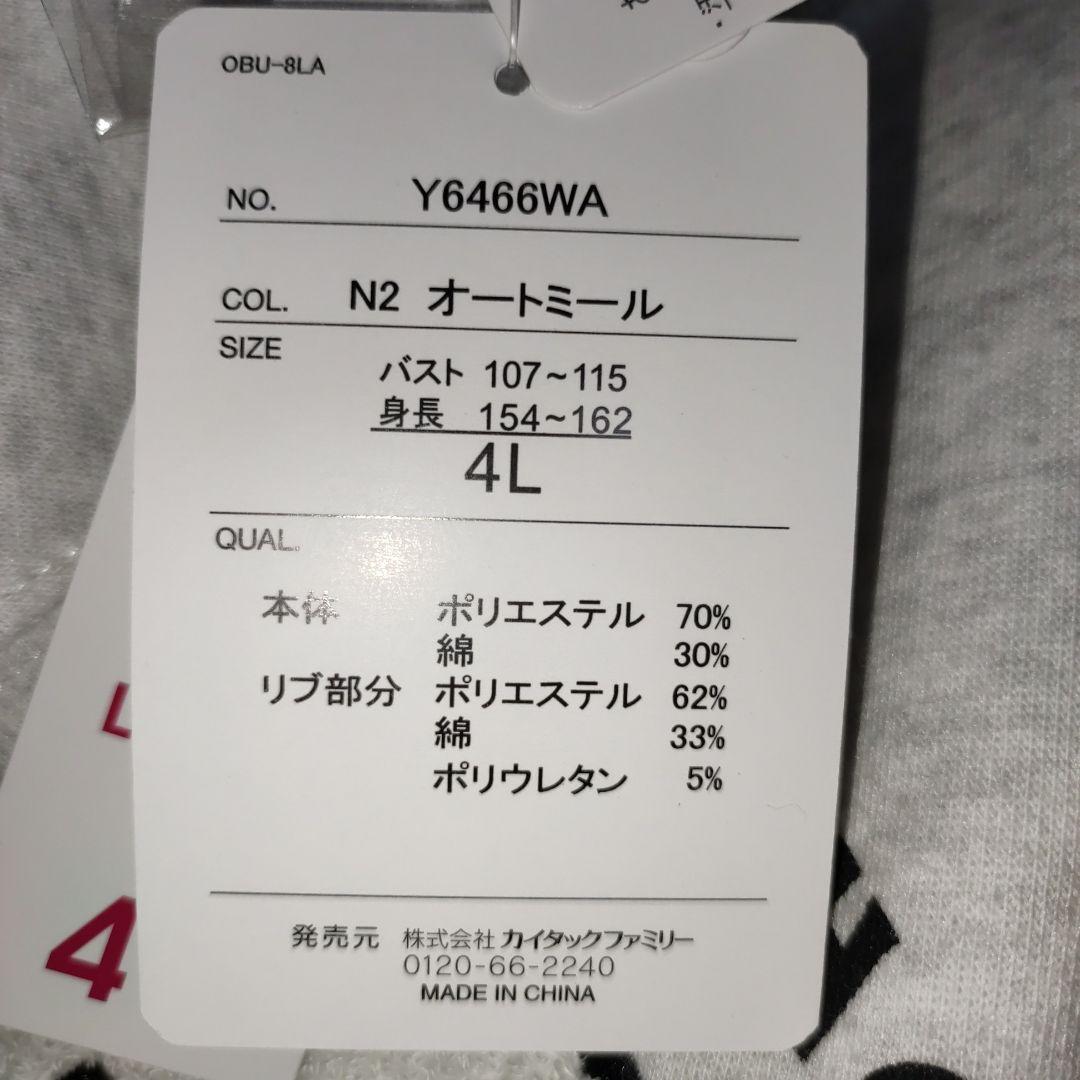 OBU-8LA
NO. Y6466WA
COL. N2 オートミール
SIZE
バスト 107~115
身長 154~162
4L
QUAL.
本体 ポリエステル 70%
綿 30%
リブ部分 ポリエステル 62%
綿 33%
ポリウレタン 5%
発売元 株式会社 カイタックファミリー
0120-66-2240
MADE IN CHINA
L
4